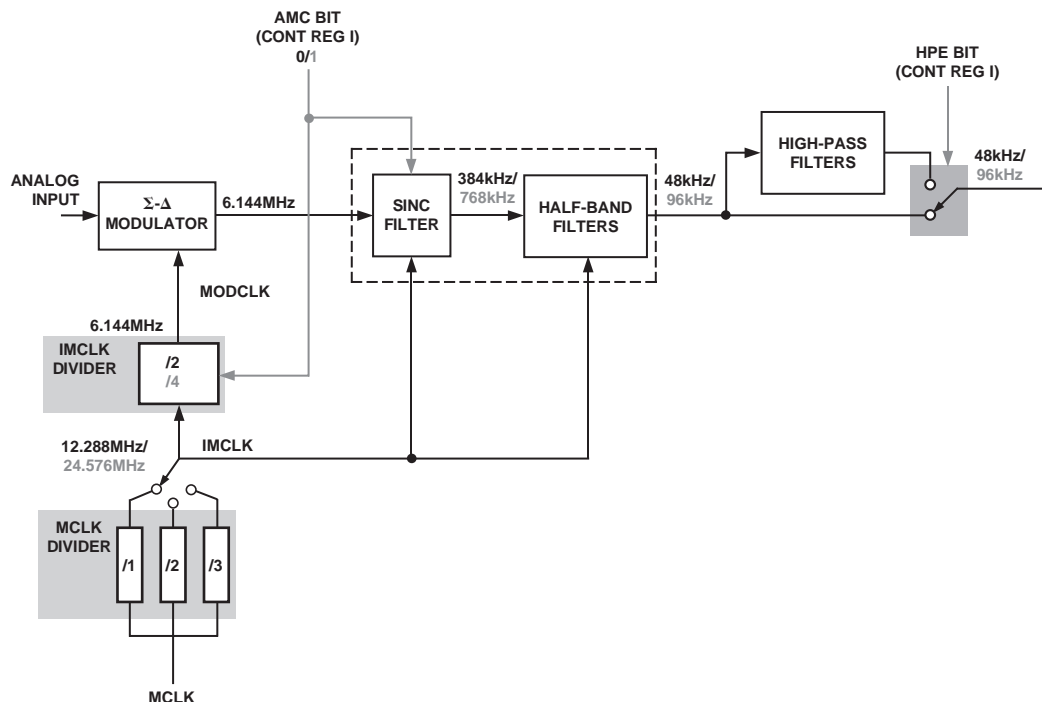 AMC BIT
(CONT REG I)
0/1
HPE BIT
(CONT REG I)
HIGH-PASS
FILTERS
48kHz/
96kHz
ANALOG
INPUT
Σ-Δ
MODULATOR
6.144MHz
SINC
FILTER
384kHz/
768kHz
HALF-BAND
FILTERS
48kHz/
96kHz
MODCLK
6.144MHz
IMCLK
DIVIDER
/2
/4
12.288MHz/
24.576MHz
IMCLK
MCLK
DIVIDER
/1
/2
/3
MCLK